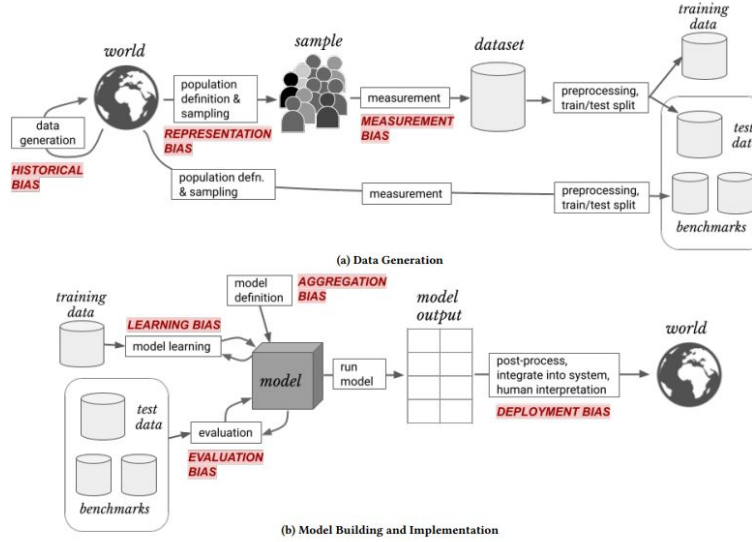 world
sample
dataset
training
data
population
definition &
sampling
measurement
preprocessing,
train/test split
data
generation
REPRESENTATION
BIAS
MEASUREMENT
BIAS
test
data
HISTORICAL
BIAS
population defn.
& sampling
measurement
preprocessing,
train/test split
benchmarks
(a) Data Generation
training
data
model
definition
AGGREGATION
BIAS
model
output
world
LEARNING BIAS
model learning
model
run
model
post-process,
integrate into system,
human interpretation
DEPLOYMENT BIAS
test
data
evaluation
EVALUATION
BIAS
benchmarks
(b) Model Building and Implementation